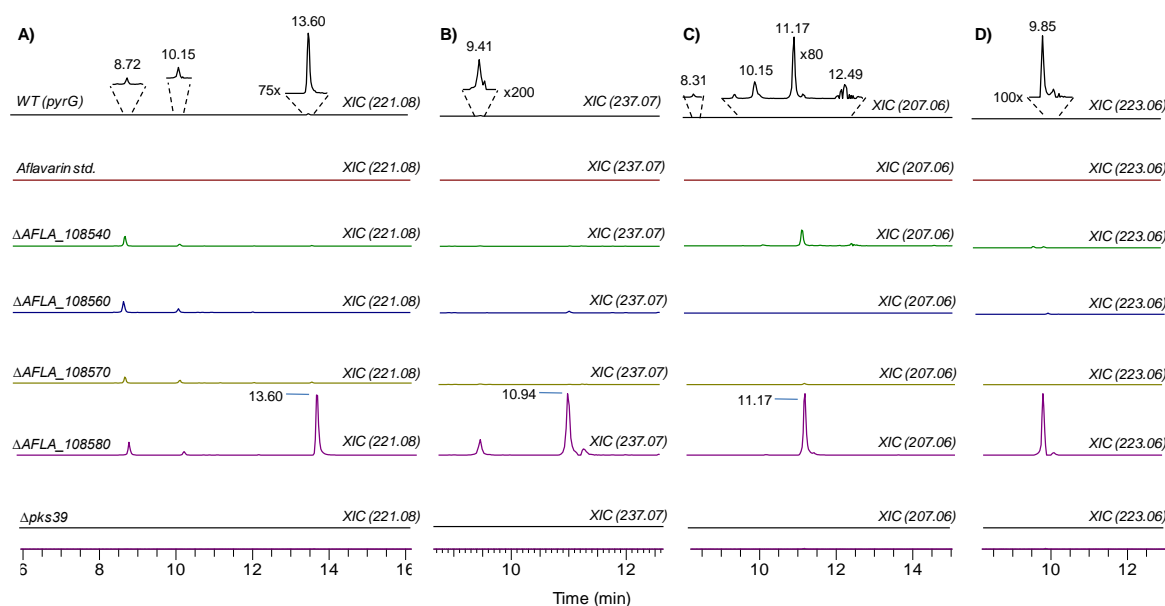 A) B) C) D)
13.60 9.41 11.17 9.85
8.72 10.15 10.15 x80
75x x200 8.31 12.49 100x
WT (pyrG) XIC (221.08) XIC (237.07) XIC (207.06) XIC (223.06)
Aflavarin std. XIC (221.08) XIC (237.07) XIC (207.06) XIC (223.06)
ΔAFLA_108540 XIC (221.08) XIC (237.07) XIC (207.06) XIC (223.06)
ΔAFLA_108560 XIC (221.08) XIC (237.07) XIC (207.06) XIC (223.06)
ΔAFLA_108570 XIC (221.08) XIC (237.07) XIC (207.06) XIC (223.06)
13.60 10.94 11.17
ΔAFLA_108580 XIC (221.08) XIC (237.07) XIC (207.06) XIC (223.06)
Δpks39 XIC (221.08) XIC (237.07) XIC (207.06) XIC (223.06)
6 8 10 12 14 16 10 12 10 12 14 10 12
Time (min)